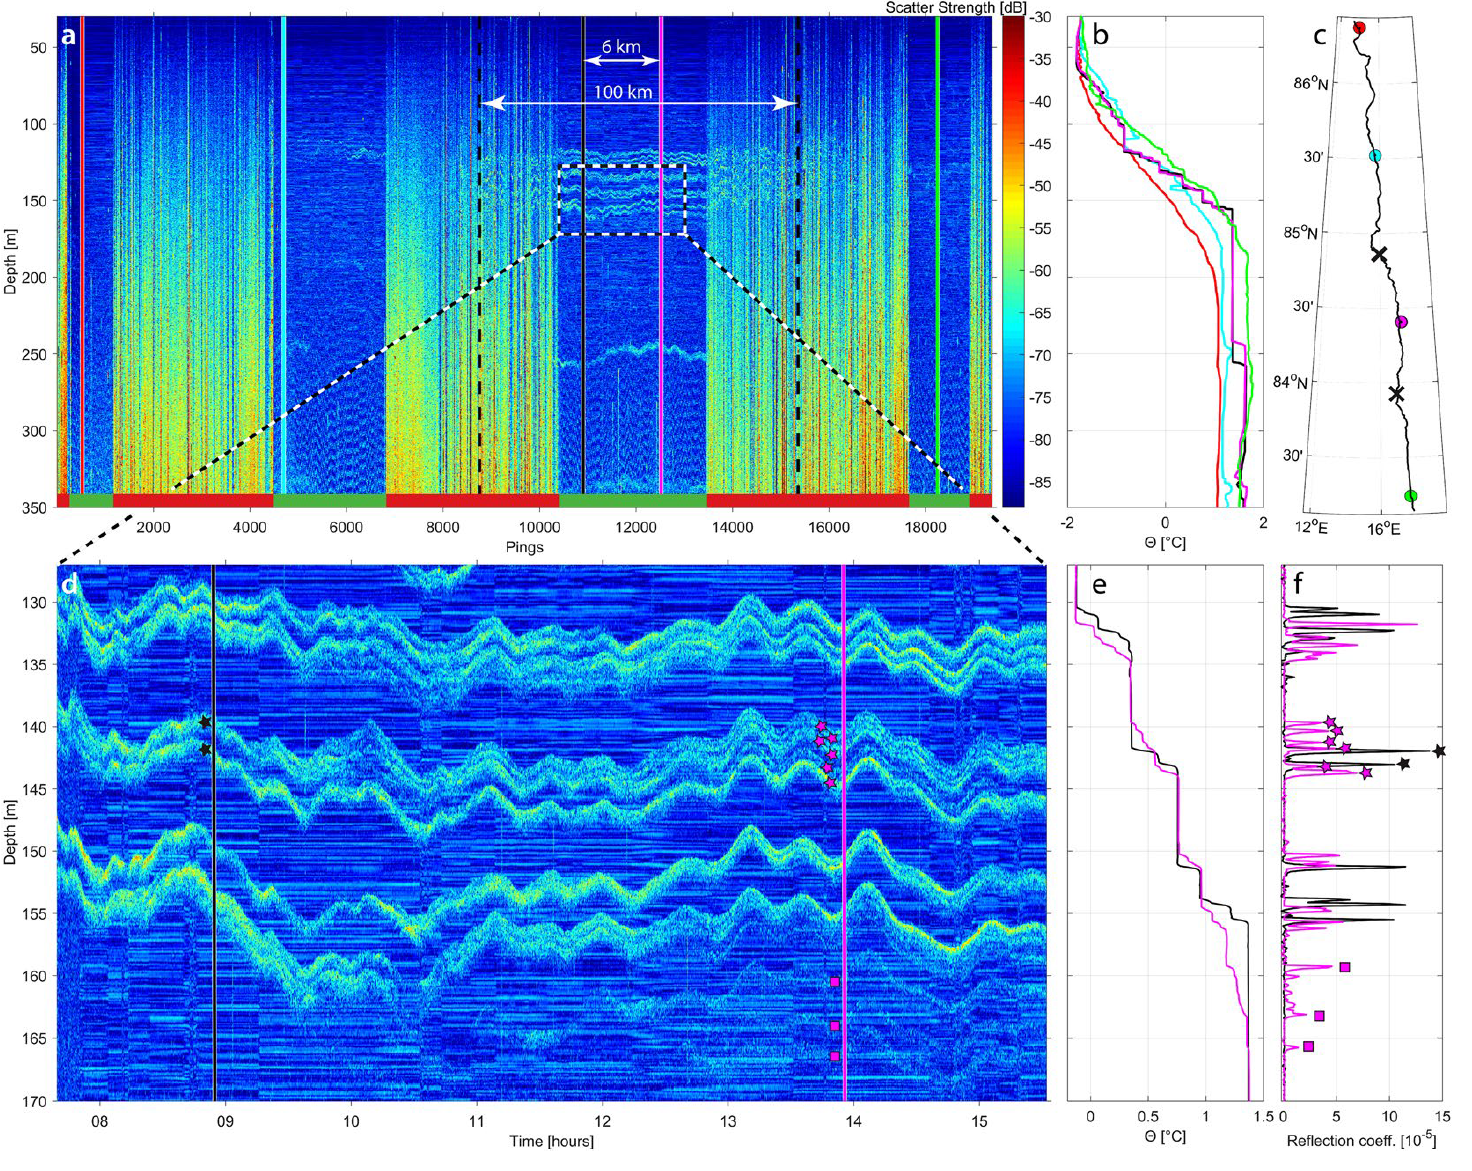 Scatter Strength [dB]
a
6 km
100 km
Depth [m]
50
100
150
200
250
300
350
2000
4000
6000
8000
10000
12000
14000
16000
18000
Pings
-30
-35
-40
-45
-50
-55
-60
-65
-70
-75
-80
-85
b
-2
0
2
Θ [°C]
c
86°N
30'
85°N
30'
84°N
30'
12°E
16°E
d
Depth [m]
130
135
140
145
150
155
160
165
170
08
09
10
11
12
13
14
15
Time [hours]
e
0
0.5
1
1.5
Θ [°C]
f
0
5
10
15
Reflection coeff. [10⁻⁵]